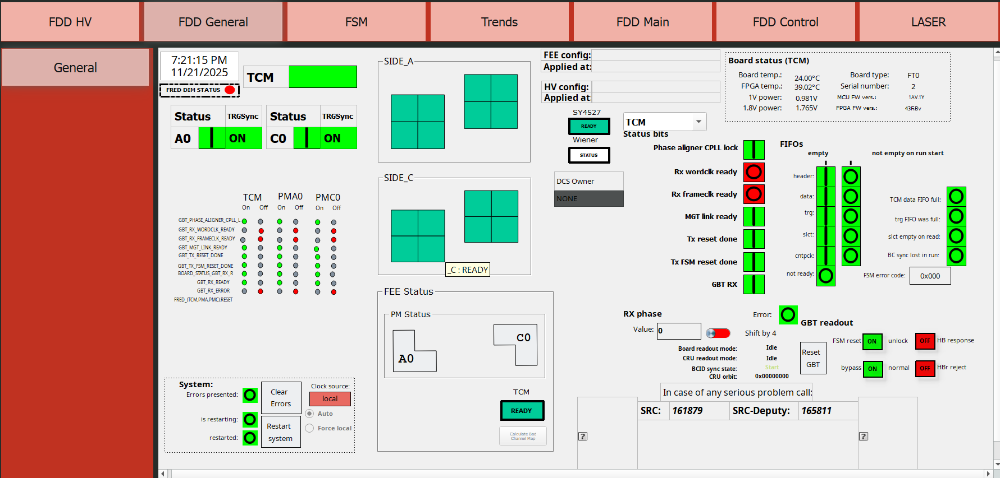 FDD HV
FDD General
FSM
Trends
FDD Main
FDD Control
LASER
General
7:21:15 PM
11/21/2025
FRED DIM STATUS
TCM
Status
TRGSync
A0
ON
Status
TRGSync
C0
ON
TCM PMA0 PMC0
On Off On Off On Off
GBT_PHASE_ALIGNER_CPLL_L
GBT_RX_WORDCLK_READY
GBT_RX_FRAMECLK_READY
GBT_MGT_LINK_READY
GBT_TX_RESET_DONE
GBT_TX_FSM_RESET_DONE
BOARD_STATUS_GBT_RX_R
GBT_RX_READY
GBT_RX_ERROR
FRED_(TCM,PMA,PMC).RESET
System:
Errors presented:
is restarting:
restarted:
Clear
Errors
Restart
system
Clock source:
local
Auto
Force local
SIDE_A
SIDE_C
_C : READY
FEE Status
PM Status
A0
C0
TCM
READY
Calculate Bad
Channel Map
FEE config:
Applied at:
HV config:
Applied at:
SY4527
READY
Wiener
STATUS
DCS Owner
NONE
Board status (TCM)
Board temp.: 24.00°C Board type: FT0
FPGA temp.: 39.02°C Serial number: 2
1V power: 0.981V MCU FW vers.: 1AV.1Y
1.8V power: 1.765V FPGA FW vers.: 43F.Bv
TCM
Status bits
Phase aligner CPLL lock
Rx wordclk ready
Rx frameclk ready
MGT link ready
Tx reset done
Tx FSM reset done
GBT RX
FIFOs
empty
not empty on run start
header:
data:
trg:
slct:
cntpck:
not ready:
TCM data FIFO full:
trg FIFO was full:
slct empty on read:
BC sync lost in run:
FSM error code: 0x000
RX phase
Value: 0
Error:
Shift by 4
Board readout mode: Idle
CRU readout mode: Idle
BCID sync state: Start
CRU orbit: 0x00000000
GBT readout
Reset
GBT
FSM reset ON unlock OFF HB response
bypass ON normal OFF HBr reject
In case of any serious problem call:
SRC: 161879 SRC-Deputy: 165811
?
?